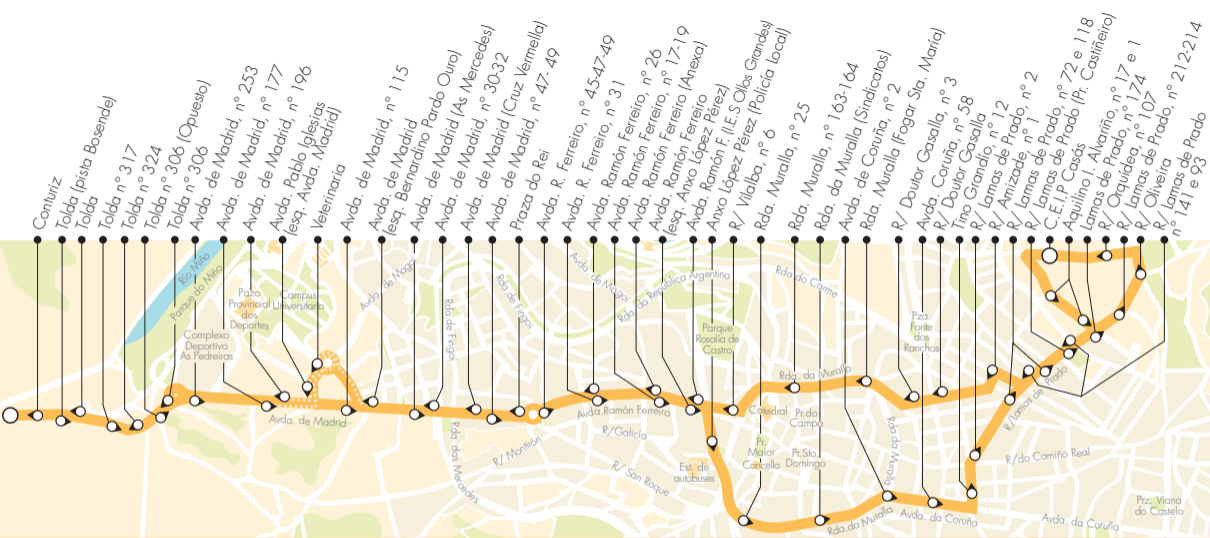 Conturiz
Tolda (pista Bosende)
Tolda nº 317
Tolda nº 324
Tolda nº 306 (Opuesto)
Tolda nº 306
Avda. de Madrid, nº 253
Avda. de Madrid, nº 177
Avda. de Madrid, nº 196
Avda. Pablo Iglesias
(esq. Avda. Madrid)
Veterinaria
Avda. de Madrid, nº 115
Avda. de Madrid
(esq. Bernardino Pardo Ouro)
Avda. de Madrid (As Mercedes)
Avda. de Madrid, nº 30-32
Avda. de Madrid (Cruz Vermella)
Avda. de Madrid, nº 47- 49
Praza do Rei
Avda. R. Ferreiro, nº 45-47-49
Avda. R. Ferreiro, nº 31
Avda. Ramón Ferreiro, nº 26
Avda. Ramón Ferreiro, nº 17-19
Avda. Ramón Ferreiro (Anexa)
Avda. Ramón Ferreiro
(esq. Anxo López Pérez)
Avda. Ramón F. (I.E.S Ollos Grandes)
Anxo López Pérez (Policía Local)
R/ Vilalba, nº 6
Rda. Muralla, nº 25
Rda. Muralla, nº 163-164
Rda. da Muralla (Sindicatos)
Avda. de Coruña, nº 2
Rda. Muralla (Fogar Sta. María)
R/ Doutor Gasalla, nº 3
Avda. Coruña, nº 58
R/ Doutor Gasalla
Tino Grandío, nº 12
R/ Lamas de Prado, nº 2
R/ Amizade, nº 1
R/ Lamas de Prado, nº 72 e 118
R/ Lamas de Prado (Pr. Castiñeiro)
C.E.I.P. Casás
Aquilino I. Alvariño, nº 17 e 1
Lamas de Prado, nº 174
R/ Orquídea, nº 107
R/ Lamas de Prado, nº 212-214
R/ Oliveira
R/ Lamas de Prado
nº 141 e 93
Río Miño
Parque do Miño
Pazo
Provincial
dos
Deportes
Campus
Universitario
Complexo
Deportivo
As Pedreiras
Avda. de Madrid
Avda. de Magoi
Rda de Fingoi
Rda de Fingoi
Rda. das Mercedes
Avda. de Magoi
Rda da República Argentina
Rda do Carme
Parque
Rosalía de
Castro
Pza.
Fonte
dos
Ranchos
Rda. da Muralla
Avda. Ramón Ferreiro
R/Galicia
R/ Montirón
R/ San Roque
Est. de
autobuses
Catedral
Pr.do
Campo
Pr.
Maior
Concello
Pr.Sto.
Domingo
Rda da Muralla
Rda.da Muralla
Avda. da Coruña
Avda. da Coruña
R/Lamas de Prado
R/do Camiño Real
Prz. Viana
do Castelo